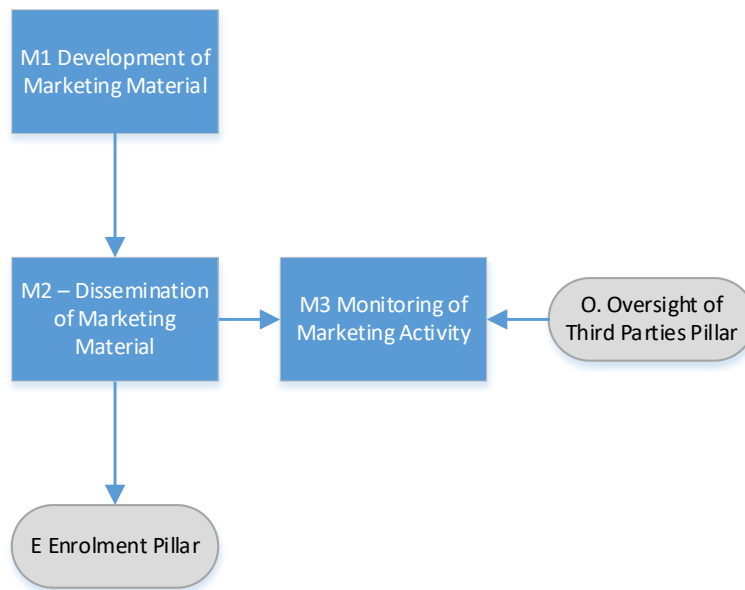 M1 Development of
Marketing Material
M2 – Dissemination
of Marketing
Material
M3 Monitoring of
Marketing Activity
O. Oversight of
Third Parties Pillar
E Enrolment Pillar